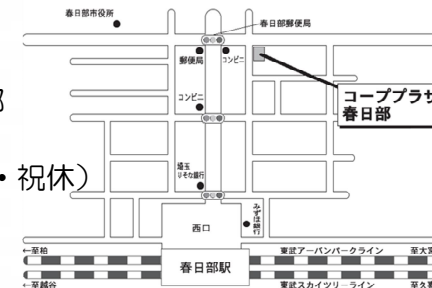 春日部市役所
春日部郵便局
郵便局
コンビニ
コンビニ
コーププラザ
春日部
部
・祝休）
埼玉
りそな銀行
みずほ銀行
西口
春日部駅
←至柏
東武アーバンパークライン
至大宮
←至越谷
東武スカイツリーライン
至久喜